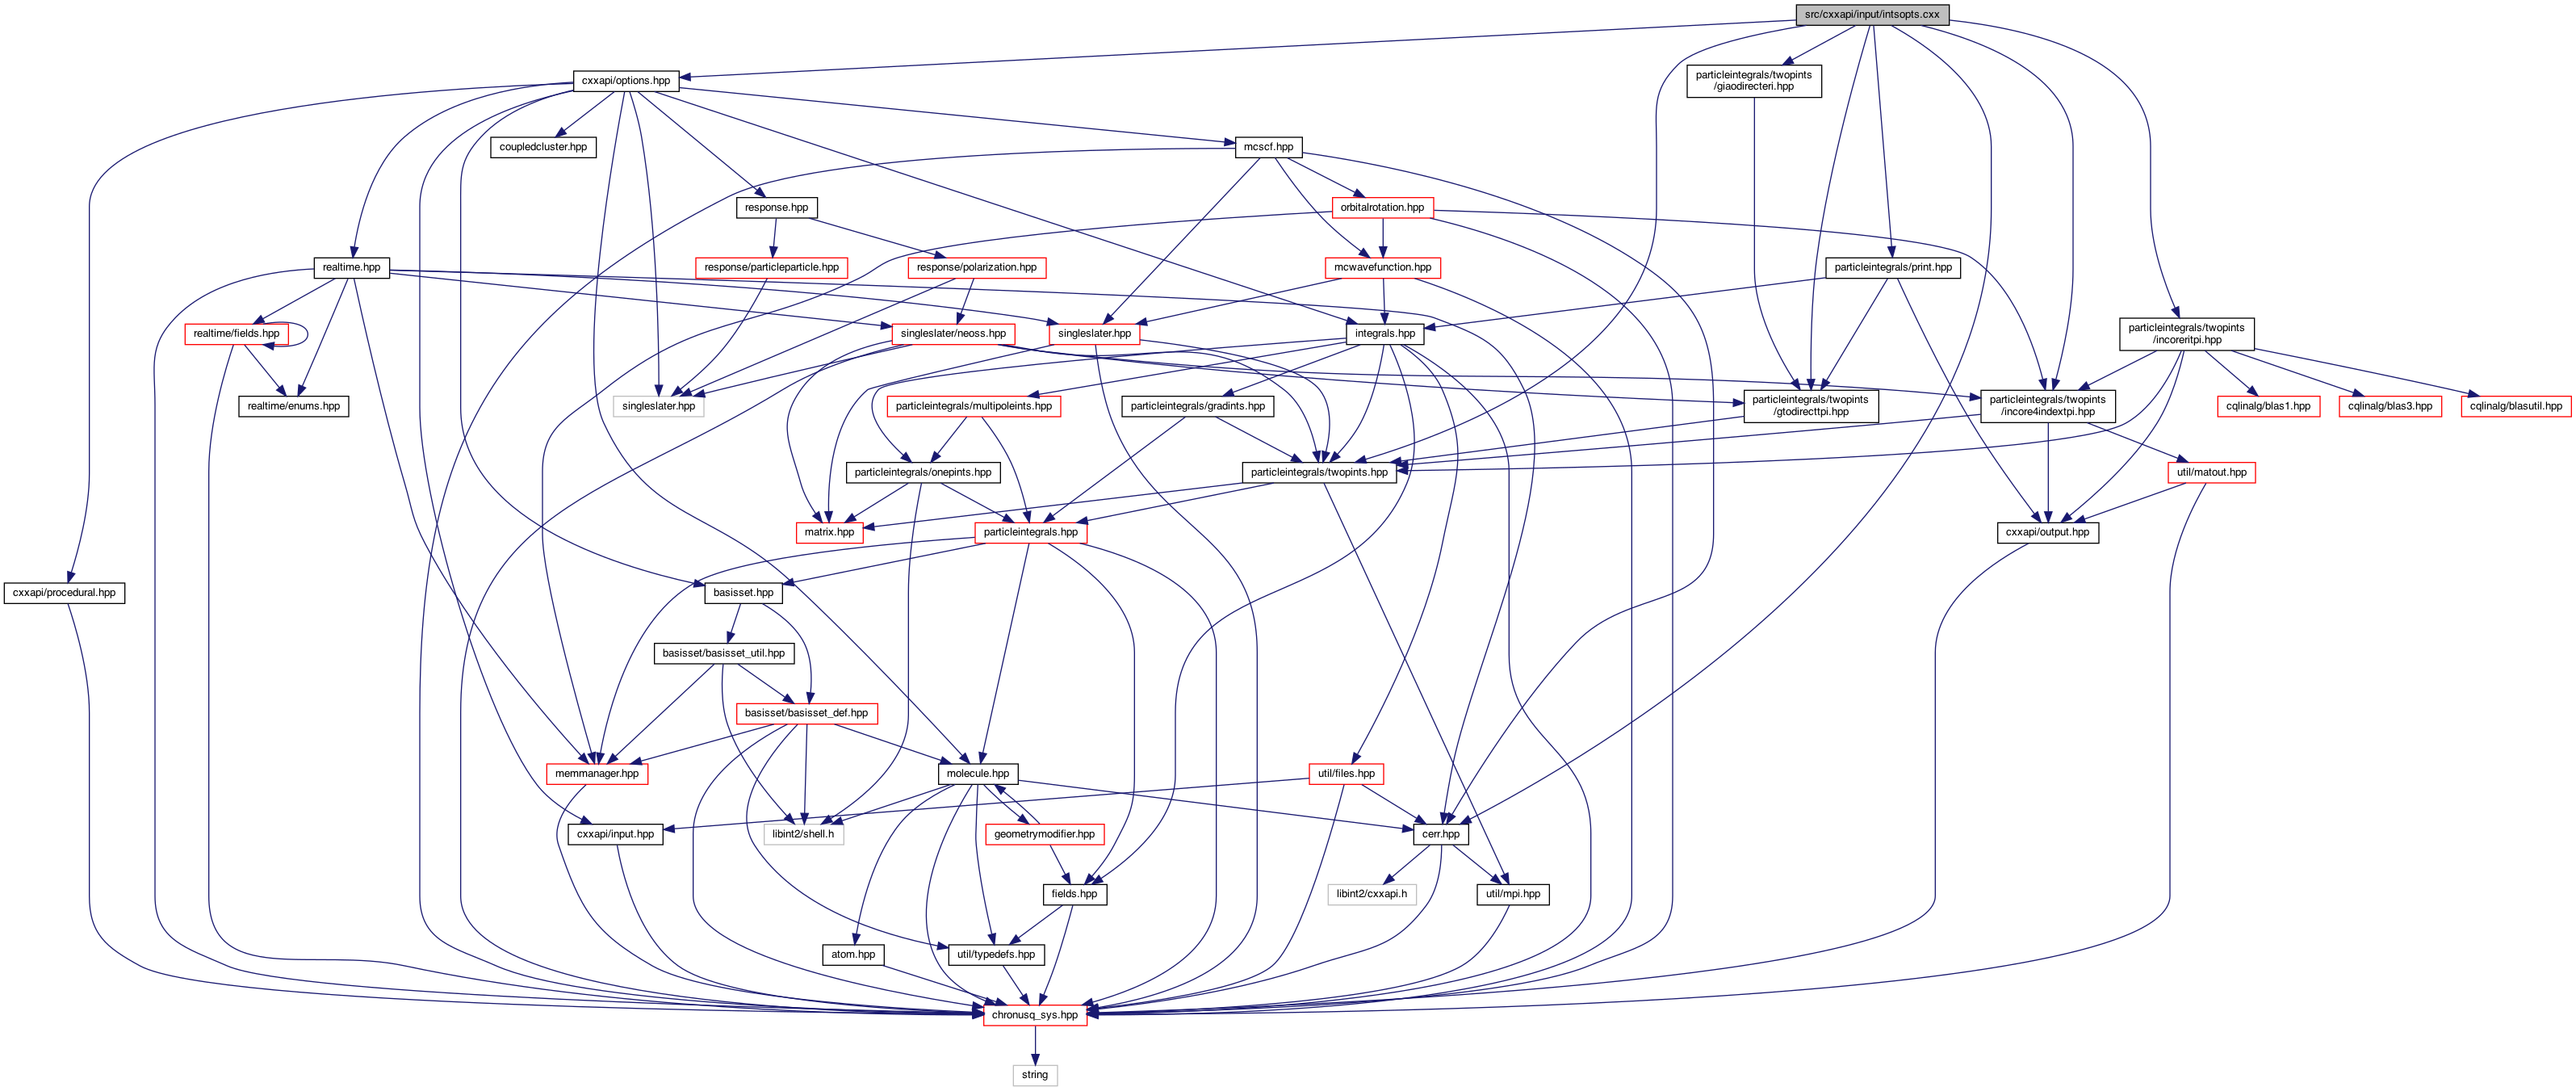 src/cxxapi/input/intsopts.cxx
cxxapi/options.hpp
particleintegrals/twopints
/giaodirecteri.hpp
coupledcluster.hpp
mcscf.hpp
response.hpp
orbitalrotation.hpp
realtime.hpp
response/particleparticle.hpp
response/polarization.hpp
mcwavefunction.hpp
particleintegrals/print.hpp
realtime/fields.hpp
singleslater/neoss.hpp
singleslater.hpp
integrals.hpp
particleintegrals/twopints
/incoreritpi.hpp
realtime/enums.hpp
singleslater.hpp
particleintegrals/multipoleints.hpp
particleintegrals/gradints.hpp
particleintegrals/twopints
/gtodirecttpi.hpp
particleintegrals/twopints
/incore4indextpi.hpp
cqlinalg/blas1.hpp
cqlinalg/blas3.hpp
cqlinalg/blasutil.hpp
particleintegrals/onepints.hpp
particleintegrals/twopints.hpp
util/matout.hpp
matrix.hpp
particleintegrals.hpp
cxxapi/output.hpp
cxxapi/procedural.hpp
basisset.hpp
basisset/basisset_util.hpp
basisset/basisset_def.hpp
memmanager.hpp
molecule.hpp
util/files.hpp
cxxapi/input.hpp
libint2/shell.h
geometrymodifier.hpp
cerr.hpp
fields.hpp
libint2/cxxapi.h
util/mpi.hpp
atom.hpp
util/typedefs.hpp
chronusq_sys.hpp
string